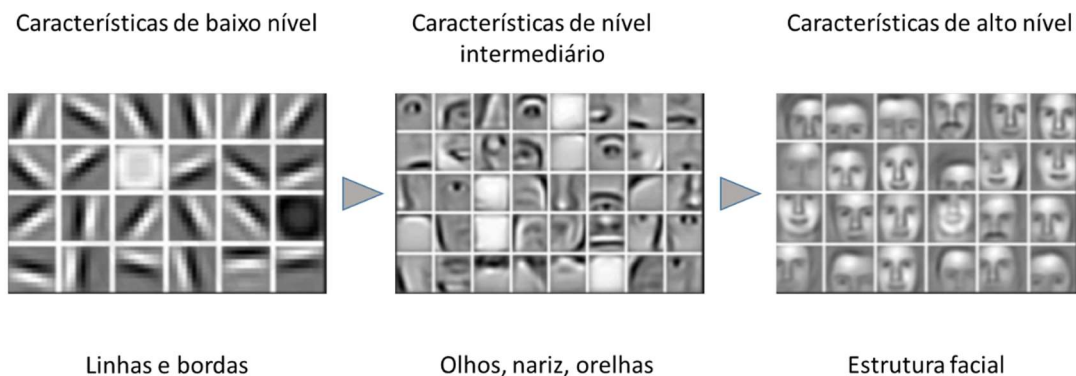 Características de baixo nível
Características de nível
intermediário
Características de alto nível
Linhas e bordas
Olhos, nariz, orelhas
Estrutura facial